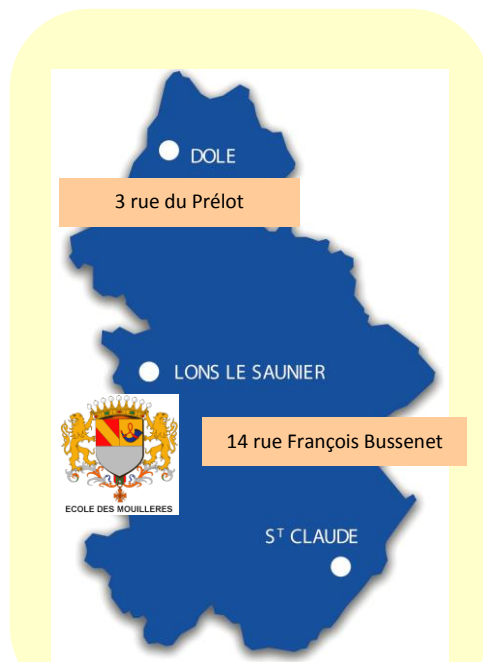 DOLE
3 rue du Prélot
LONS LE SAUNIER
ECOLE DES MOUILLERES
14 rue François Bussenet
Sᵀ CLAUDE